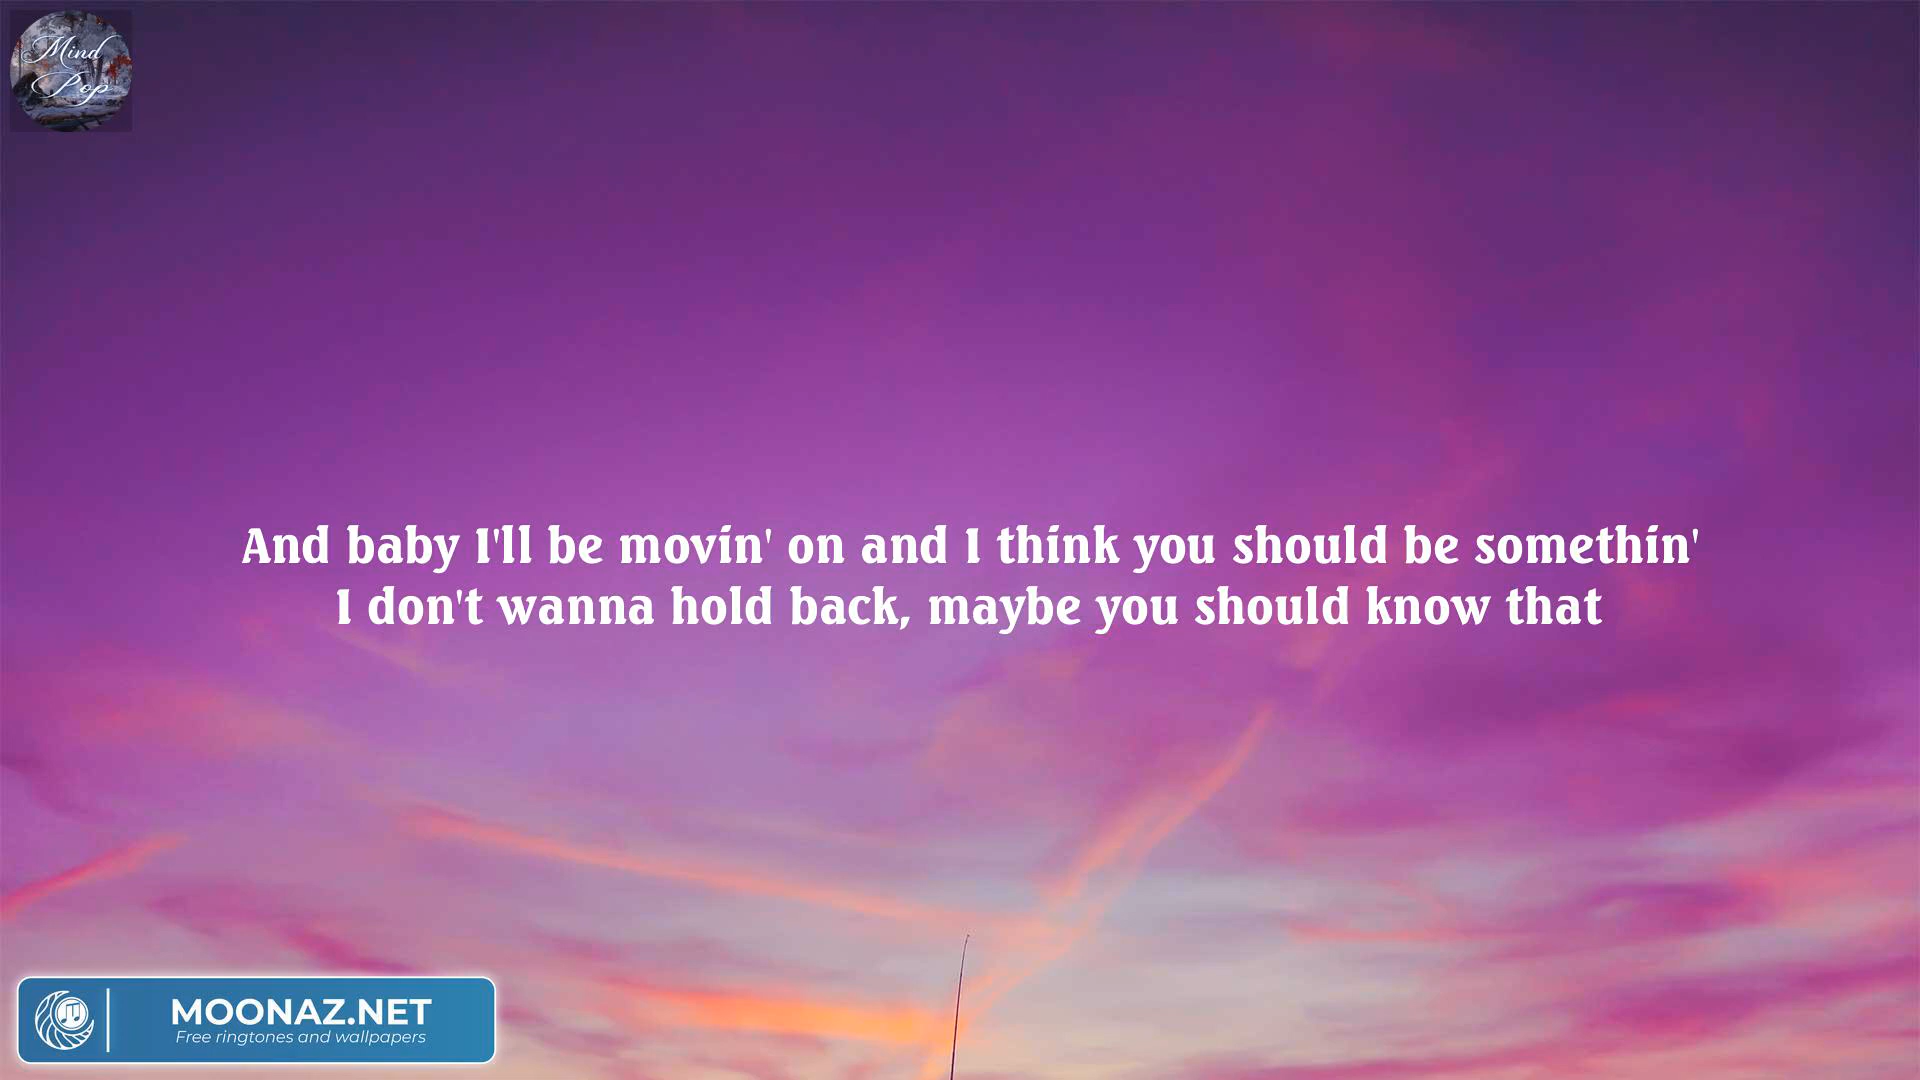 Mind
Pop
And baby I'll be movin' on and I think you should be somethin'
I don't wanna hold back, maybe you should know that
MOONAZ.NET
Free ringtones and wallpapers